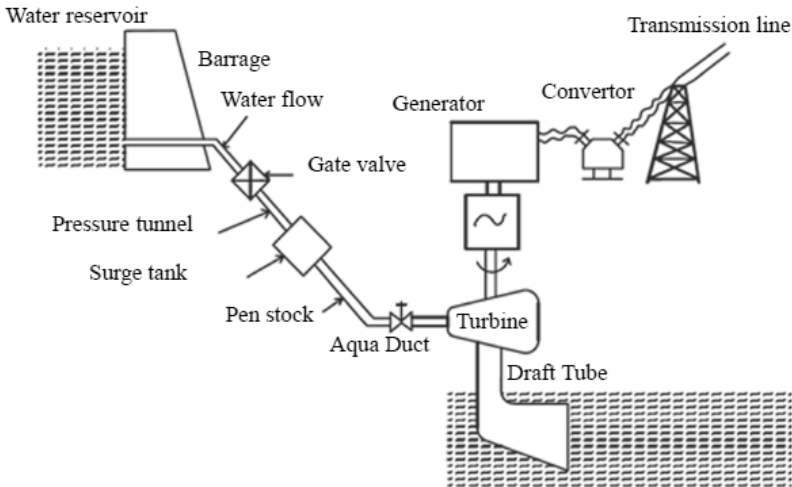 Water reservoir
Transmission line
Barrage
Water flow
Generator
Convertor
Gate valve
Pressure tunnel
Surge tank
Pen stock
Turbine
Aqua Duct
Draft Tube